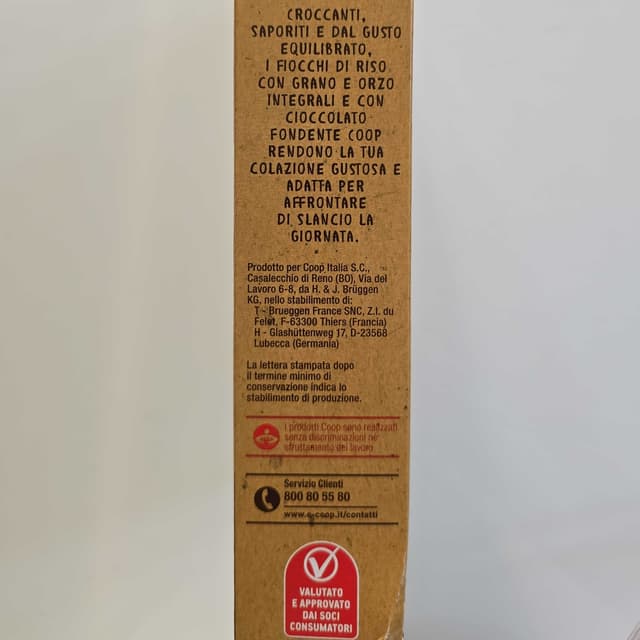 CROCCANTI,
SAPORITI E DAL GUSTO
EQUILIBRATO,
I FIOCCHI DI RISO
CON GRANO E ORZO
INTEGRALI E CON
CIOCCOLATO
FONDENTE COOP
RENDONO LA TUA
COLAZIONE GUSTOSA E
ADATTA PER
AFFRONTARE
DI SLANCIO LA
GIORNATA.
Prodotto per Coop Italia S.C.,
Casalecchio di Reno (BO), Via del
Lavoro 6-8, da H. & J. Brüggen
KG, nello stabilimento di:
T - Brueggen France SNC, Z.I. du
Felet, F-63300 Thiers (Francia)
H - Glashüttenweg 17, D-23568
Lubecca (Germania)
La lettera stampata dopo
il termine minimo di
conservazione indica lo
stabilimento di produzione.
I prodotti Coop sono realizzati
senza discriminazioni né
sfruttamento del lavoro
Servizio Clienti
800 80 55 80
www.e-coop.it/contatti
VALUTATO
E APPROVATO
DAI SOCI
CONSUMATORI